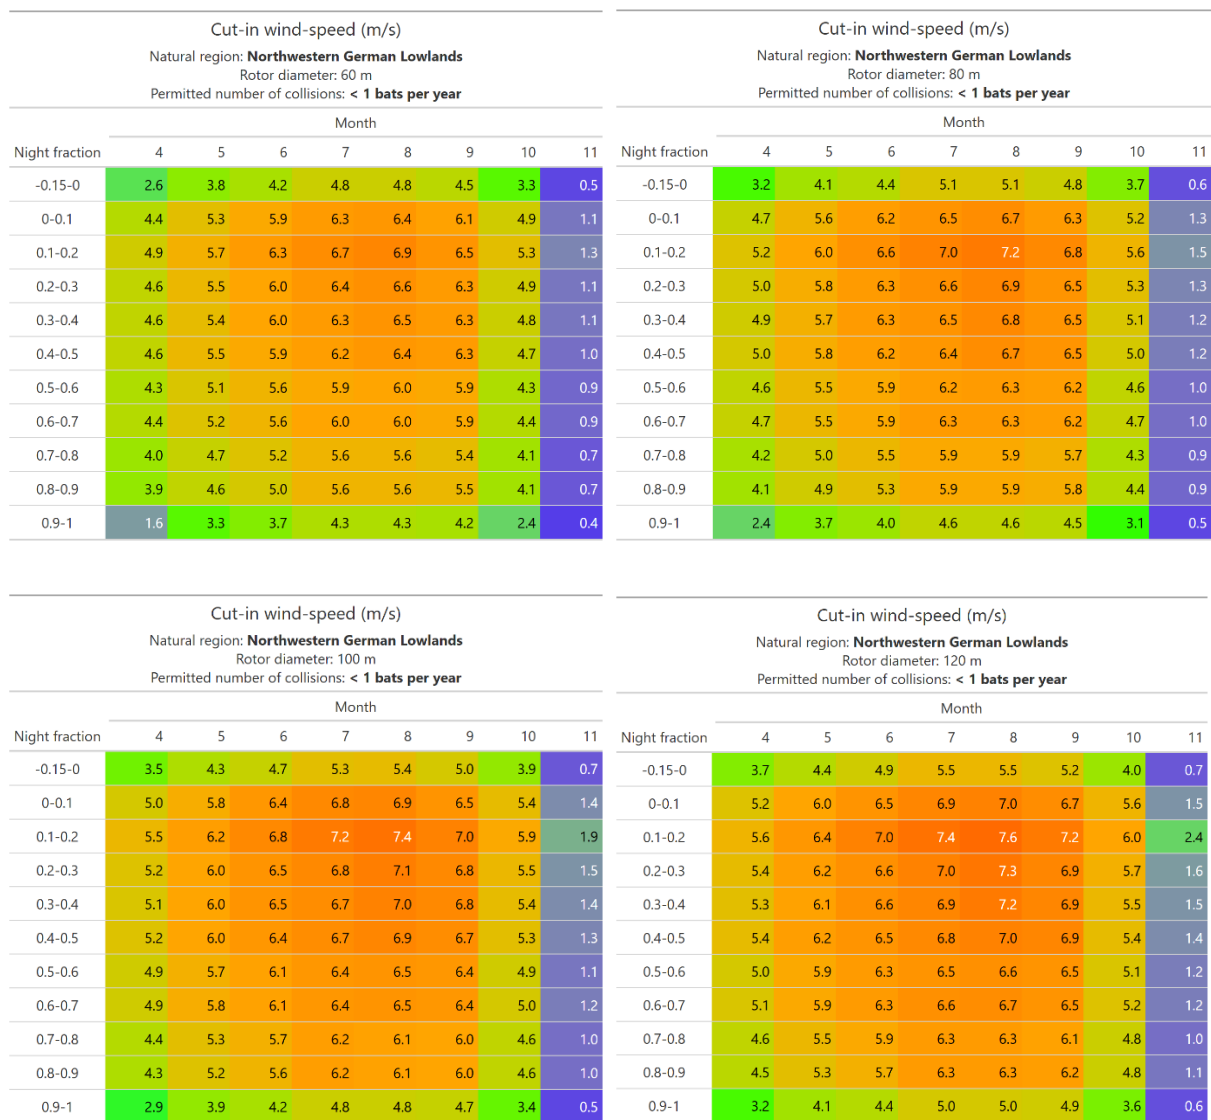 Cut-in wind-speed (m/s)
Natural region: Northwestern German Lowlands
Rotor diameter: 60 m
Permitted number of collisions: < 1 bats per year
Month
Night fraction 4 5 6 7 8 9 10 11
-0.15-0 2.6 3.8 4.2 4.8 4.8 4.5 3.3 0.5
0-0.1 4.4 5.3 5.9 6.3 6.4 6.1 4.9 1.1
0.1-0.2 4.9 5.7 6.3 6.7 6.9 6.5 5.3 1.3
0.2-0.3 4.6 5.5 6.0 6.4 6.6 6.3 4.9 1.1
0.3-0.4 4.6 5.4 6.0 6.3 6.5 6.3 4.8 1.1
0.4-0.5 4.6 5.5 5.9 6.2 6.4 6.3 4.7 1.0
0.5-0.6 4.3 5.1 5.6 5.9 6.0 5.9 4.3 0.9
0.6-0.7 4.4 5.2 5.6 6.0 6.0 5.9 4.4 0.9
0.7-0.8 4.0 4.7 5.2 5.6 5.6 5.4 4.1 0.7
0.8-0.9 3.9 4.6 5.0 5.6 5.6 5.5 4.1 0.7
0.9-1 1.6 3.3 3.7 4.3 4.3 4.2 2.4 0.4
Cut-in wind-speed (m/s)
Natural region: Northwestern German Lowlands
Rotor diameter: 80 m
Permitted number of collisions: < 1 bats per year
Month
Night fraction 4 5 6 7 8 9 10 11
-0.15-0 3.2 4.1 4.4 5.1 5.1 4.8 3.7 0.6
0-0.1 4.7 5.6 6.2 6.5 6.7 6.3 5.2 1.3
0.1-0.2 5.2 6.0 6.6 7.0 7.2 6.8 5.6 1.5
0.2-0.3 5.0 5.8 6.3 6.6 6.9 6.5 5.3 1.3
0.3-0.4 4.9 5.7 6.3 6.5 6.8 6.5 5.1 1.2
0.4-0.5 5.0 5.8 6.2 6.4 6.7 6.5 5.0 1.2
0.5-0.6 4.6 5.5 5.9 6.2 6.3 6.2 4.6 1.0
0.6-0.7 4.7 5.5 5.9 6.3 6.3 6.2 4.7 1.0
0.7-0.8 4.2 5.0 5.5 5.9 5.9 5.7 4.3 0.9
0.8-0.9 4.1 4.9 5.3 5.9 5.9 5.8 4.4 0.9
0.9-1 2.4 3.7 4.0 4.6 4.6 4.5 3.1 0.5
Cut-in wind-speed (m/s)
Natural region: Northwestern German Lowlands
Rotor diameter: 100 m
Permitted number of collisions: < 1 bats per year
Month
Night fraction 4 5 6 7 8 9 10 11
-0.15-0 3.5 4.3 4.7 5.3 5.4 5.0 3.9 0.7
0-0.1 5.0 5.8 6.4 6.8 6.9 6.5 5.4 1.4
0.1-0.2 5.5 6.2 6.8 7.2 7.4 7.0 5.9 1.9
0.2-0.3 5.2 6.0 6.5 6.8 7.1 6.8 5.5 1.5
0.3-0.4 5.1 6.0 6.5 6.7 7.0 6.8 5.4 1.4
0.4-0.5 5.2 6.0 6.4 6.7 6.9 6.7 5.3 1.3
0.5-0.6 4.9 5.7 6.1 6.4 6.5 6.4 4.9 1.1
0.6-0.7 4.9 5.8 6.1 6.4 6.5 6.4 5.0 1.2
0.7-0.8 4.4 5.3 5.7 6.2 6.1 6.0 4.6 1.0
0.8-0.9 4.3 5.2 5.6 6.2 6.1 6.0 4.6 1.0
0.9-1 2.9 3.9 4.2 4.8 4.8 4.7 3.4 0.5
Cut-in wind-speed (m/s)
Natural region: Northwestern German Lowlands
Rotor diameter: 120 m
Permitted number of collisions: < 1 bats per year
Month
Night fraction 4 5 6 7 8 9 10 11
-0.15-0 3.7 4.4 4.9 5.5 5.5 5.2 4.0 0.7
0-0.1 5.2 6.0 6.5 6.9 7.0 6.7 5.6 1.5
0.1-0.2 5.6 6.4 7.0 7.4 7.6 7.2 6.0 2.4
0.2-0.3 5.4 6.2 6.6 7.0 7.3 6.9 5.7 1.6
0.3-0.4 5.3 6.1 6.6 6.9 7.2 6.9 5.5 1.5
0.4-0.5 5.4 6.2 6.5 6.8 7.0 6.9 5.4 1.4
0.5-0.6 5.0 5.9 6.3 6.5 6.6 6.5 5.1 1.2
0.6-0.7 5.1 5.9 6.3 6.6 6.7 6.5 5.2 1.2
0.7-0.8 4.6 5.5 5.9 6.3 6.3 6.1 4.8 1.0
0.8-0.9 4.5 5.3 5.7 6.3 6.3 6.2 4.8 1.1
0.9-1 3.2 4.1 4.4 5.0 5.0 4.9 3.6 0.6